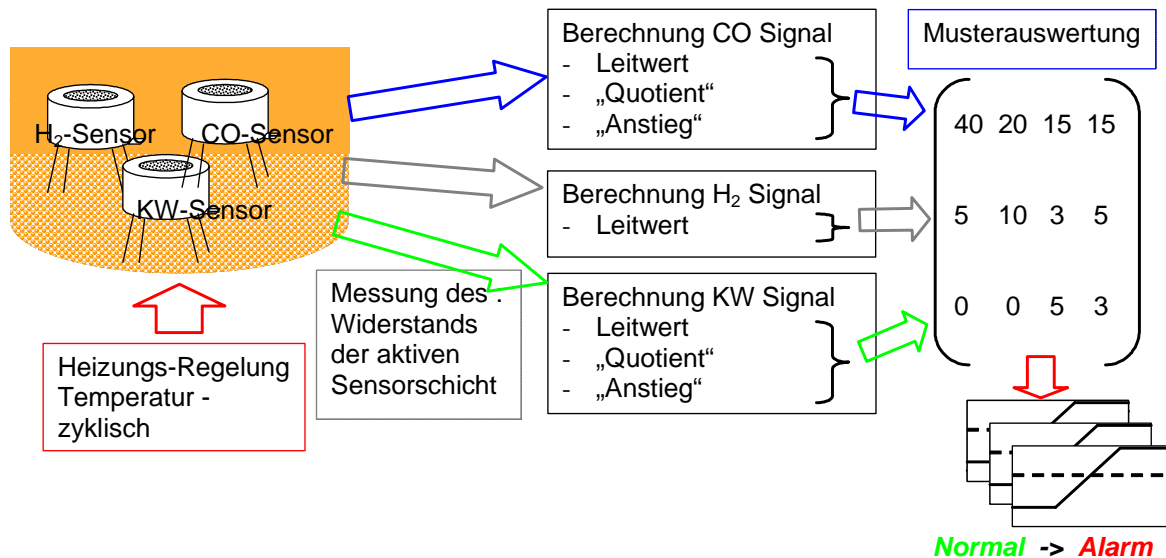 H₂-Sensor
CO-Sensor
KW-Sensor
Heizungs-Regelung
Temperatur -
zyklisch
Messung des .
Widerstands
der aktiven
Sensorschicht
Berechnung CO Signal
- Leitwert
- „Quotient“
- „Anstieg“
Berechnung H₂ Signal
- Leitwert
Berechnung KW Signal
- Leitwert
- „Quotient“
- „Anstieg“
Musterauswertung
40 20 15 15
5 10 3 5
0 0 5 3
Normal -> Alarm